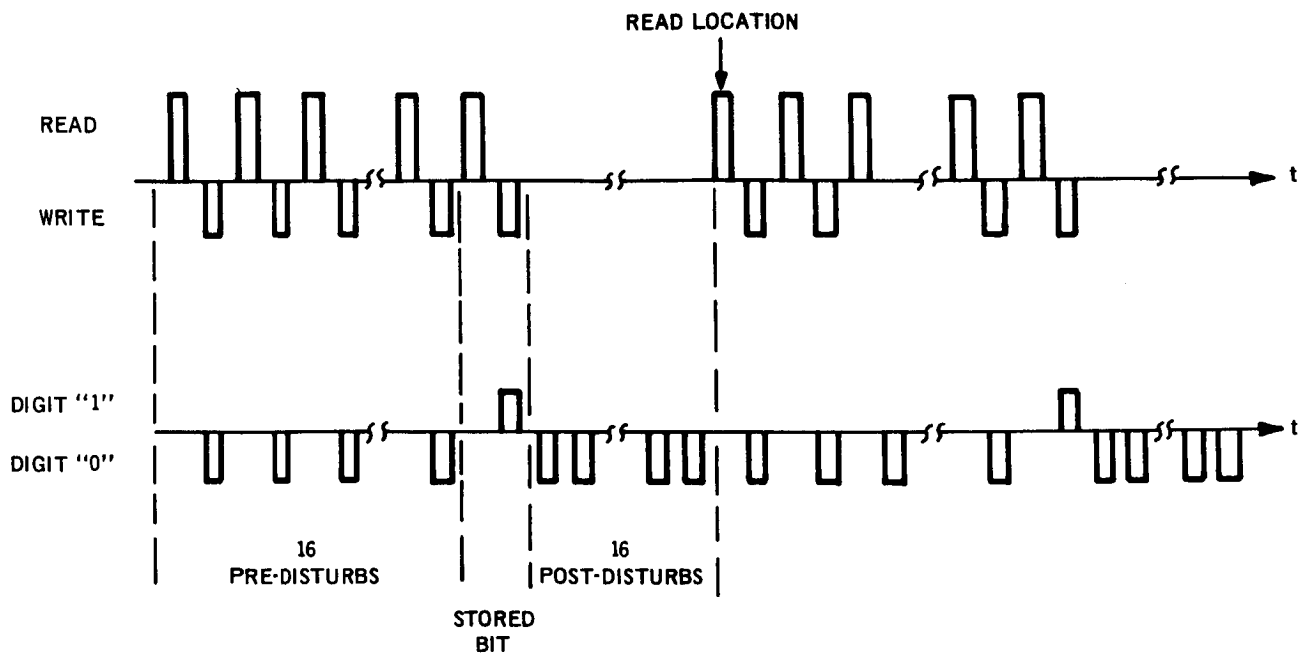 READ LOCATION
READ
WRITE
t
DIGIT "1"
DIGIT "0"
t
16
PRE-DISTURBS
16
POST-DISTURBS
STORED
BIT